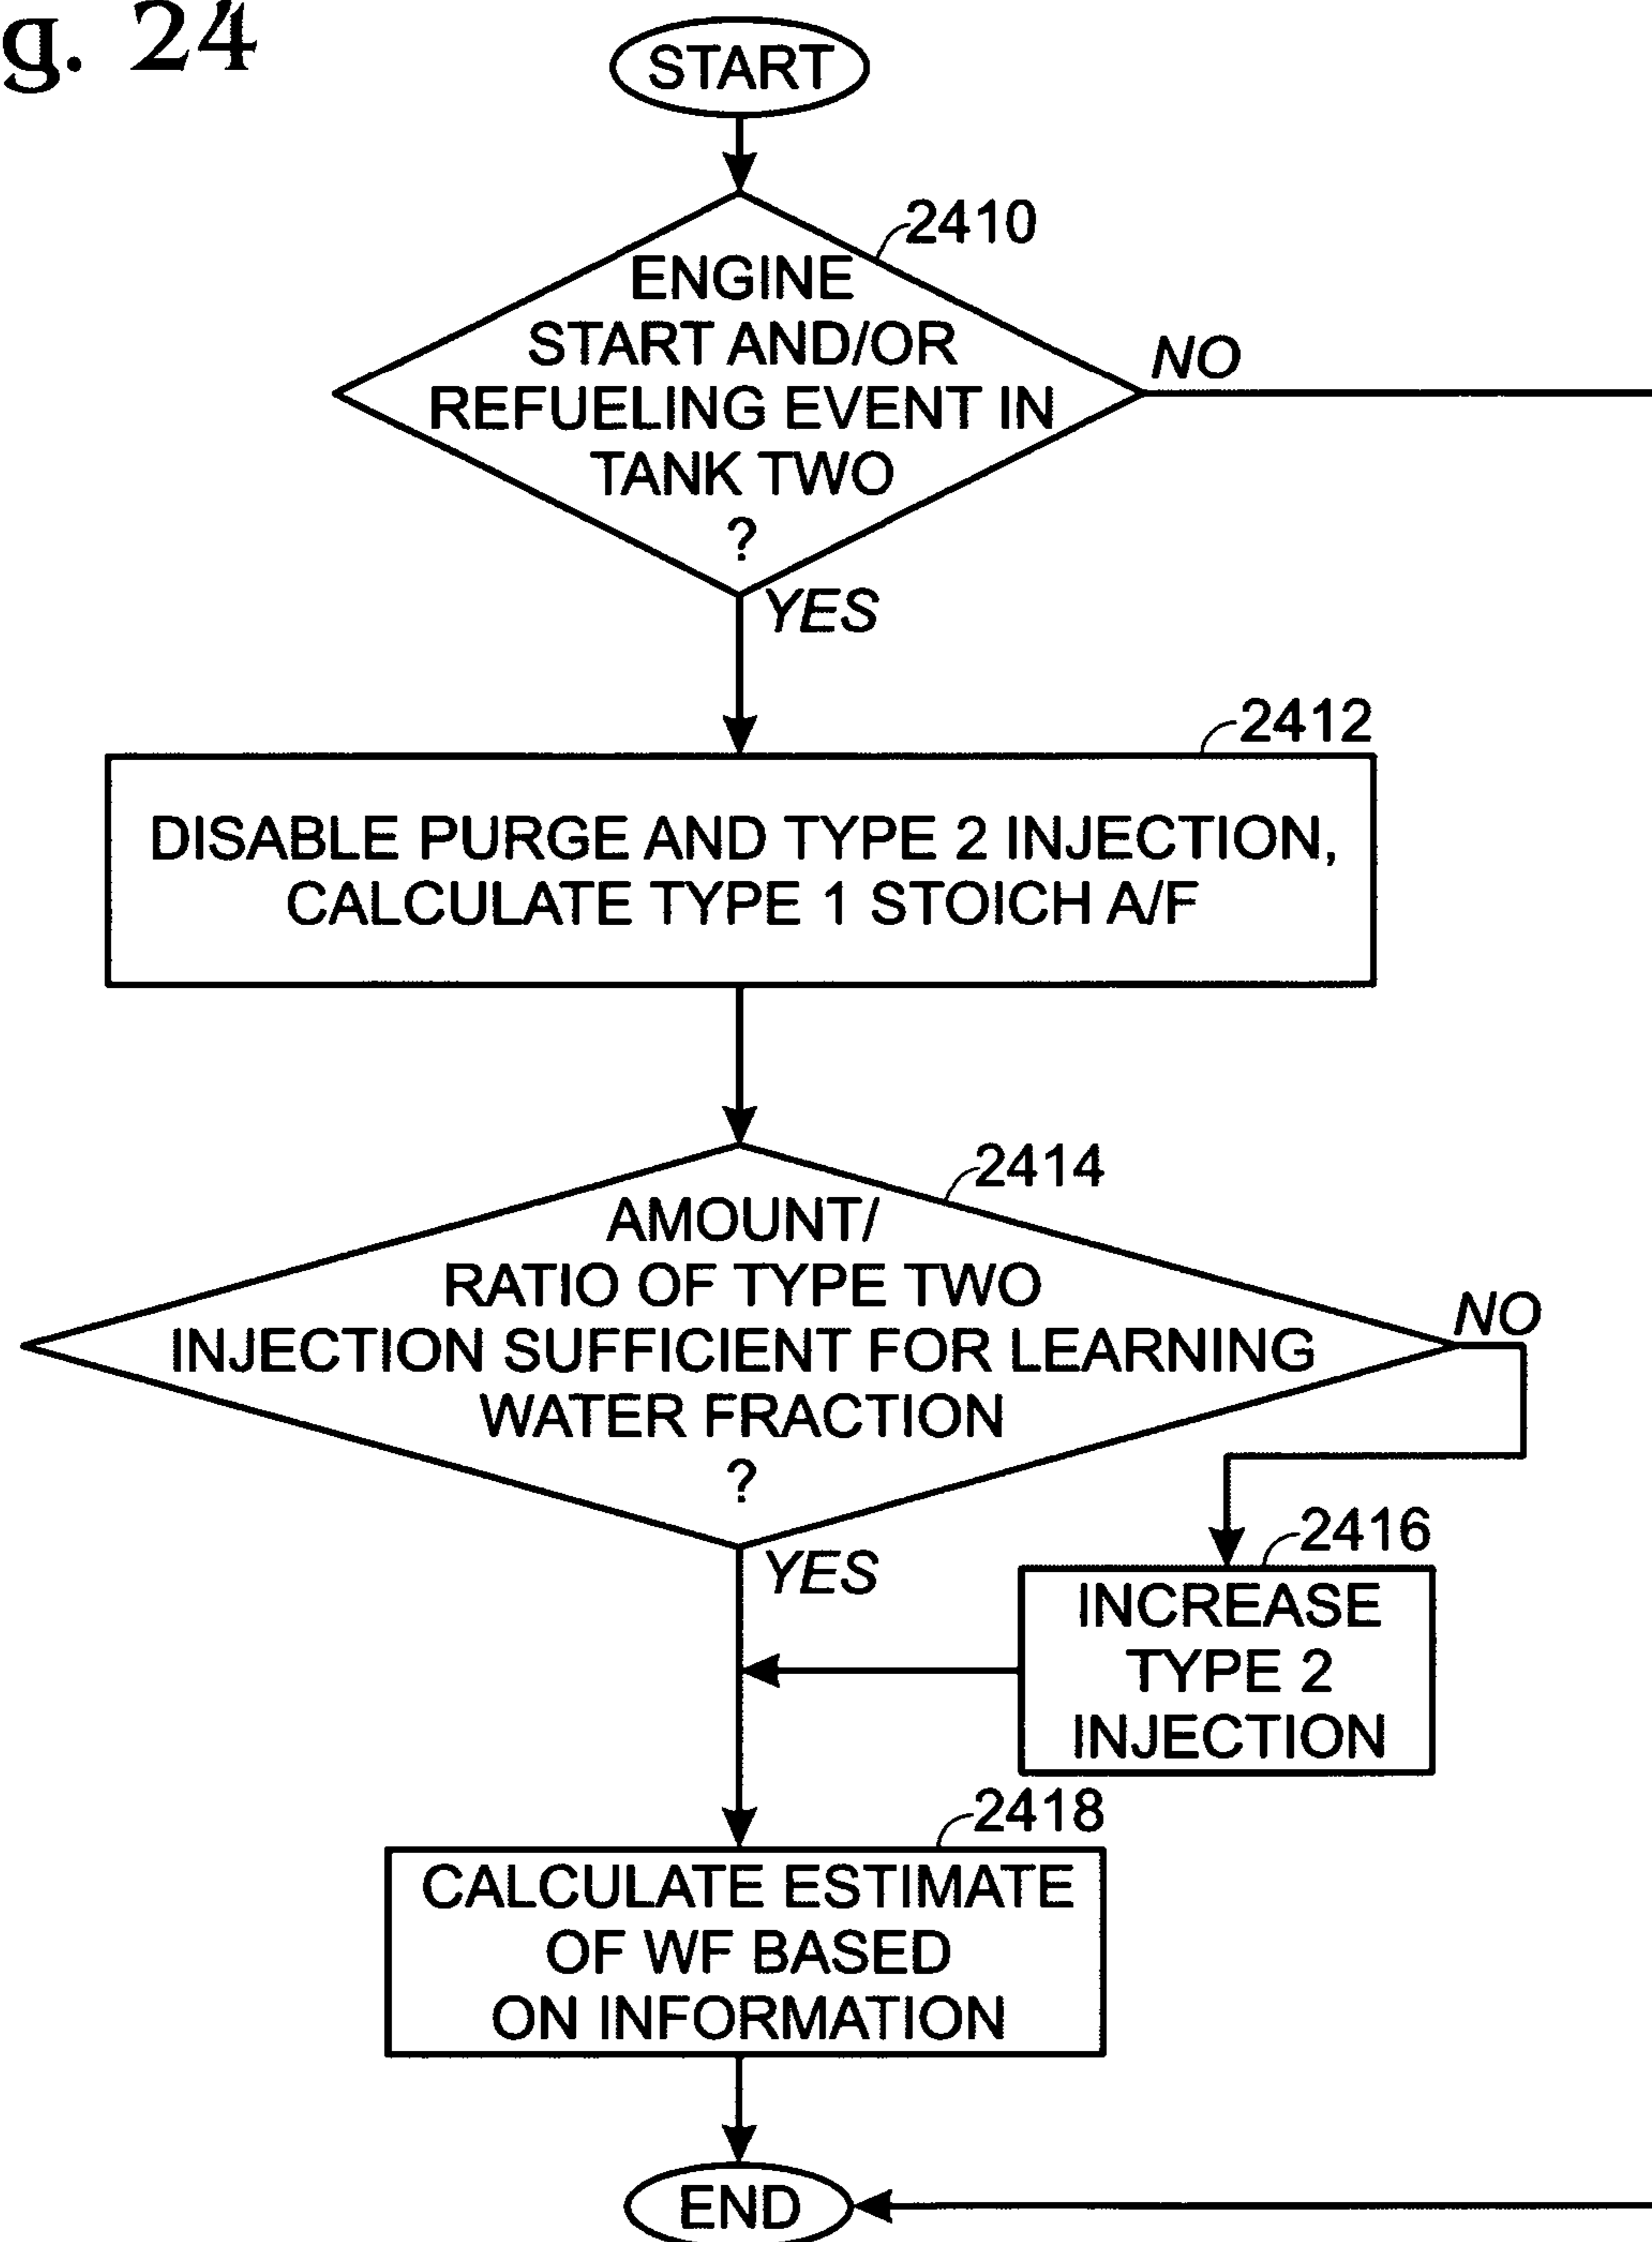 g. 24
START
2410
ENGINE
START AND/OR
REFUELING EVENT IN
TANK TWO
?
NO
YES
2412
DISABLE PURGE AND TYPE 2 INJECTION,
CALCULATE TYPE 1 STOICH A/F
2414
AMOUNT/
RATIO OF TYPE TWO
INJECTION SUFFICIENT FOR LEARNING
WATER FRACTION
?
NO
YES
2416
INCREASE
TYPE 2
INJECTION
2418
CALCULATE ESTIMATE
OF WF BASED
ON INFORMATION
END